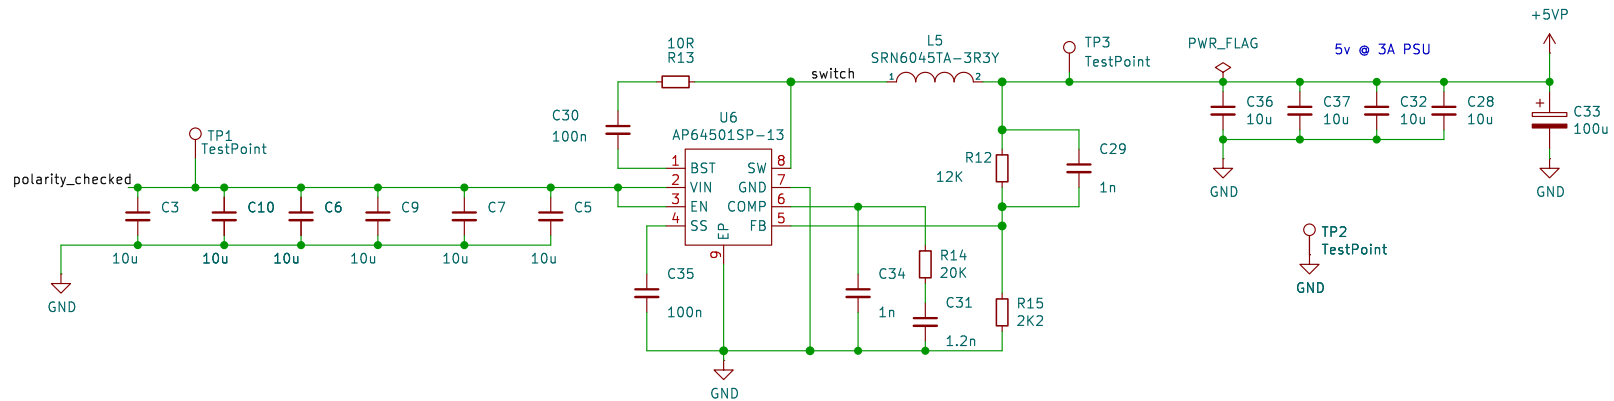 +5VP
10R
R13
L5
SRN6045TA-3R3Y
switch
1
2
TP3
TestPoint
PWR_FLAG
5v @ 3A PSU
C30
100n
U6
AP64501SP-13
C36
10u
C37
10u
C32
10u
C28
10u
+
C33
100u
TP1
TestPoint
polarity_checked
1
BST
2
VIN
3
EN
4
SS
SW
8
GND
7
COMP
6
FB
5
EP
9
R12
12K
C29
1n
GND
GND
C3
10u
C10
10u
C6
10u
C9
10u
C7
10u
C5
10u
GND
TP2
TestPoint
GND
C35
100n
C34
1n
R14
20K
C31
1.2n
R15
2K2
GND